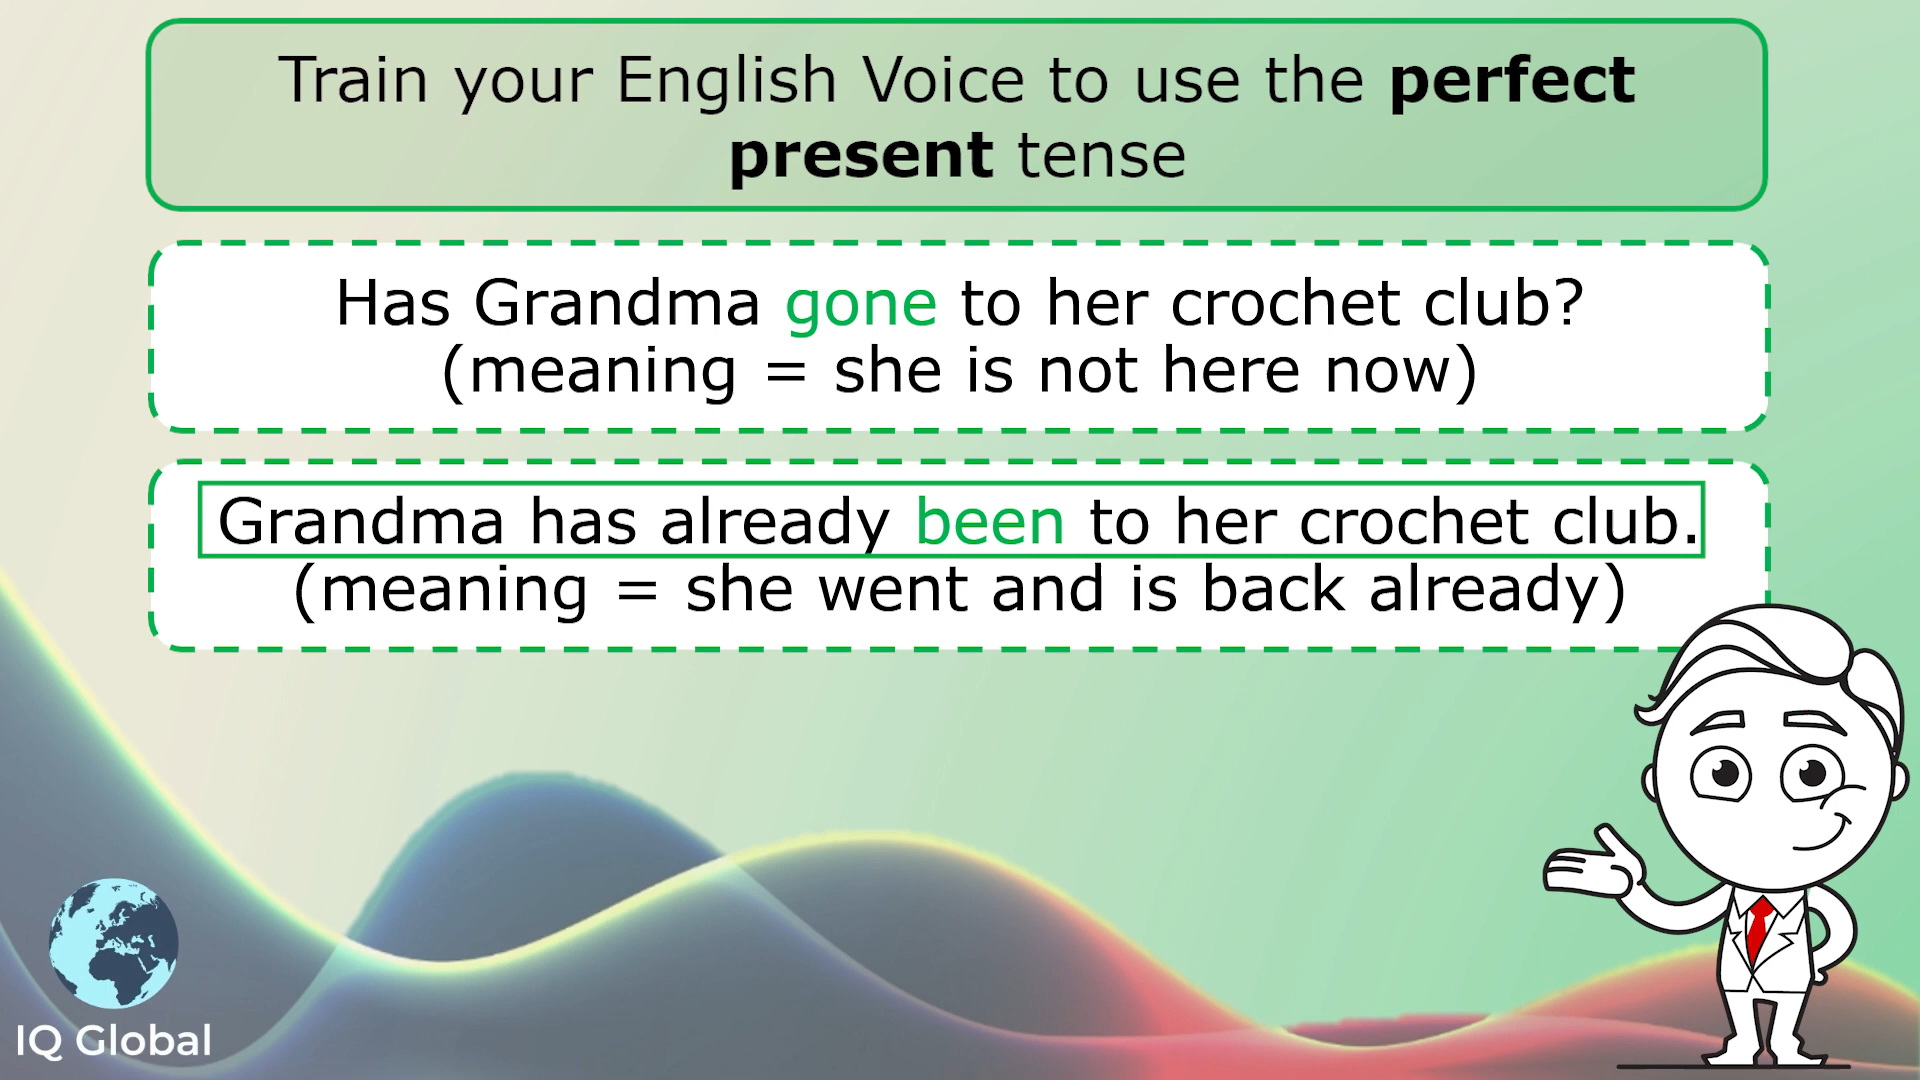 Train your English Voice to use the perfect
present tense
Has Grandma gone to her crochet club?
(meaning = she is not here now)
Grandma has already been to her crochet club.
(meaning = she went and is back already)
IQ Global